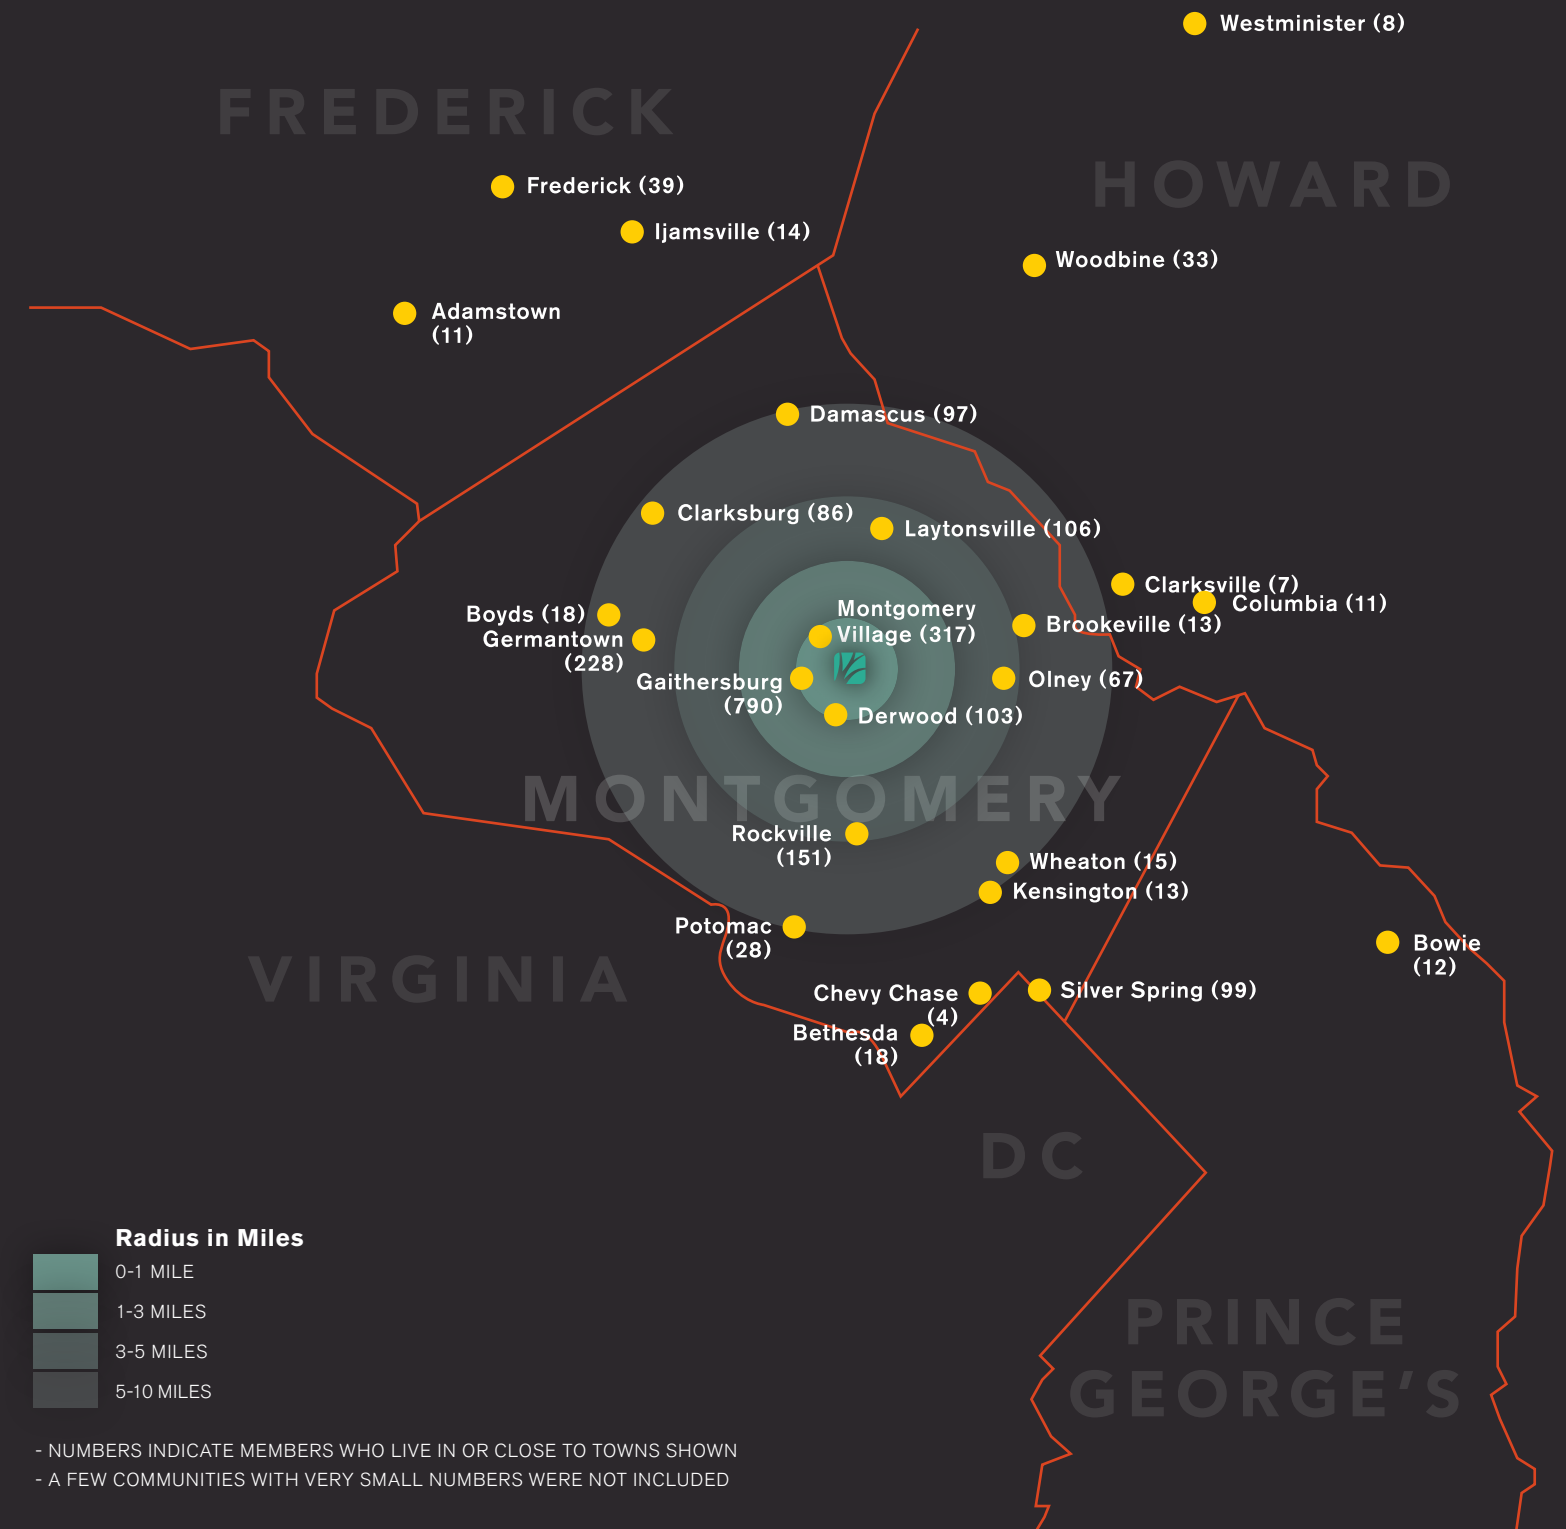 Westminister (8)
FREDERICK
HOWARD
Frederick (39)
Ijamsville (14)
Woodbine (33)
Adamstown
(11)
Damascus (97)
Clarksburg (86)
Laytonsville (106)
Clarksville (7)
Columbia (11)
Boyds (18)
Montgomery
Village (317)
Brookeville (13)
Germantown
(228)
Gaithersburg
(790)
Olney (67)
Derwood (103)
MONTGOMERY
Rockville
(151)
Wheaton (15)
Kensington (13)
Potomac
(28)
Bowie
(12)
VIRGINIA
Chevy Chase
(4)
Silver Spring (99)
Bethesda
(18)
DC
Radius in Miles
0-1 MILE
1-3 MILES
3-5 MILES
5-10 MILES
PRINCE
GEORGE’S
- NUMBERS INDICATE MEMBERS WHO LIVE IN OR CLOSE TO TOWNS SHOWN
- A FEW COMMUNITIES WITH VERY SMALL NUMBERS WERE NOT INCLUDED